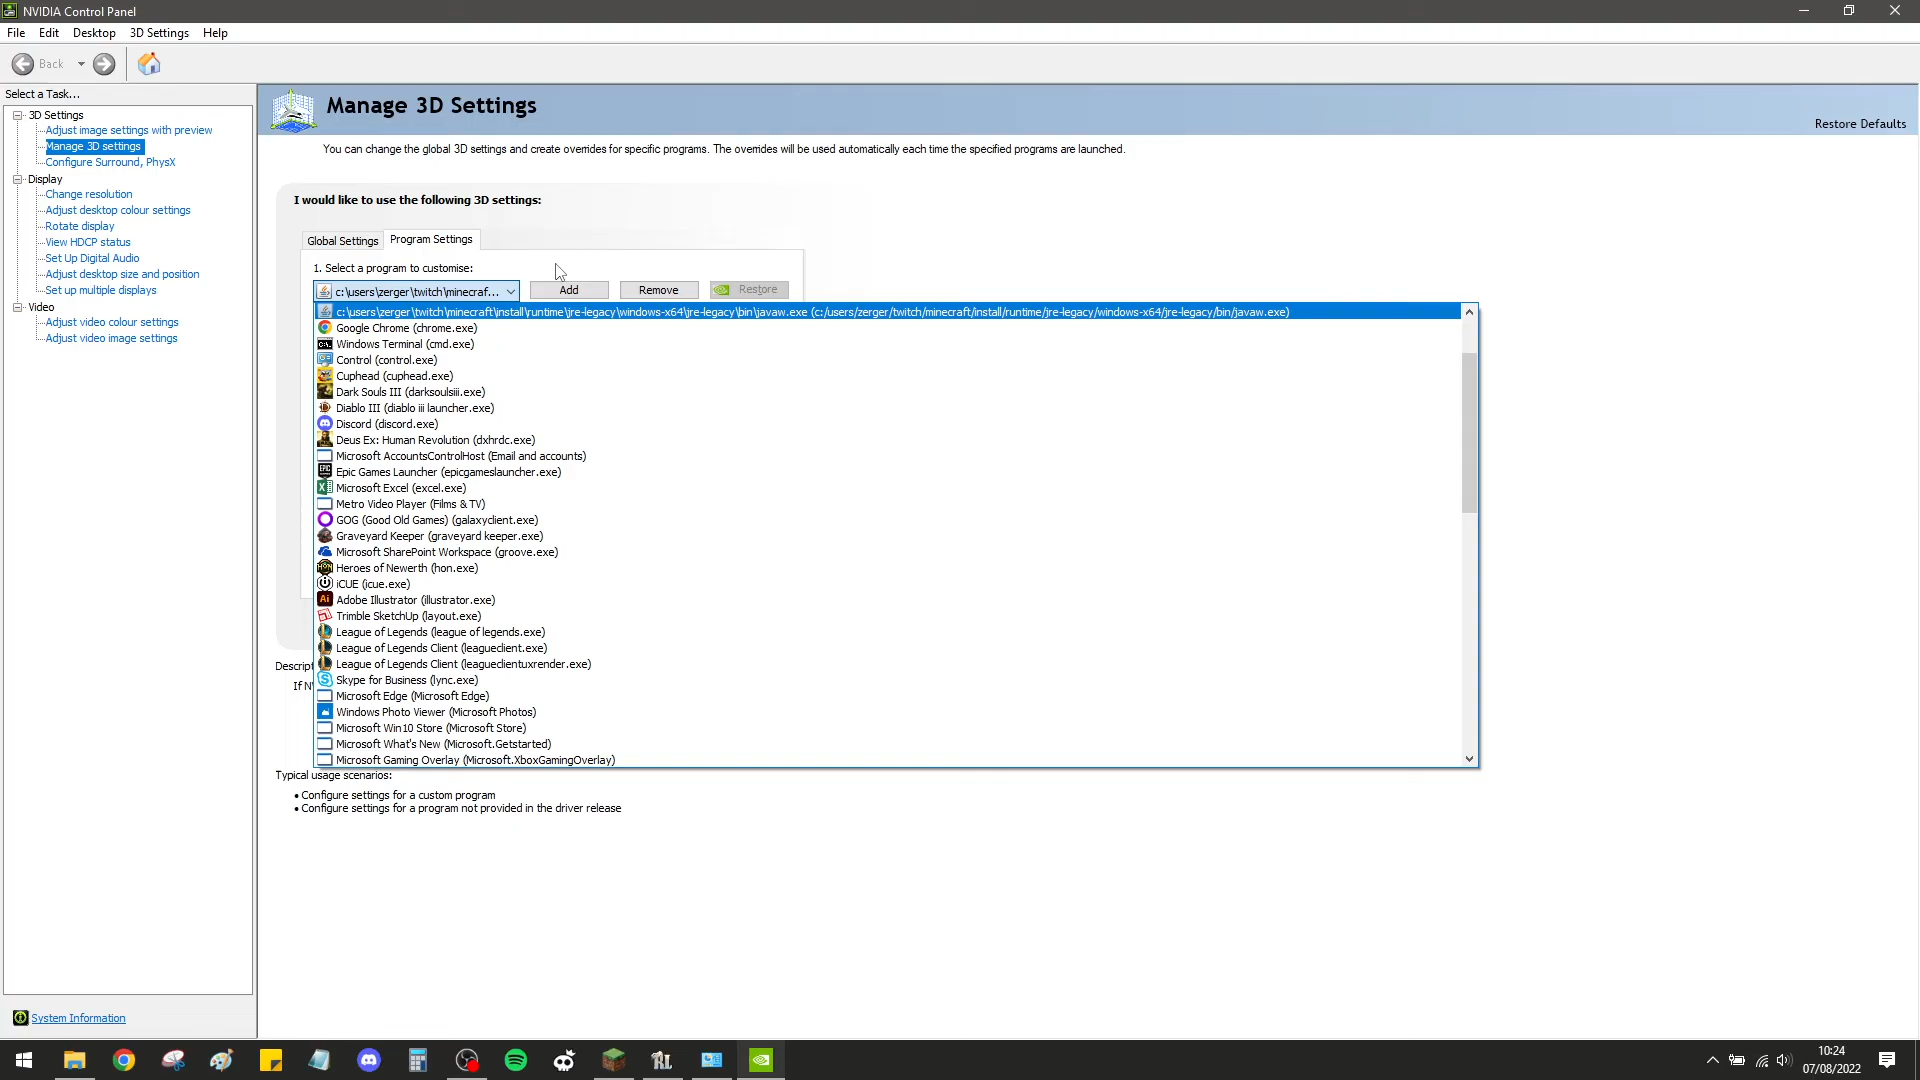 NVIDIA Control Panel
File Edit Desktop 3D Settings Help
Back
Select a Task...
3D Settings
Adjust image settings with preview
Manage 3D settings
Configure Surround, PhysX
Display
Change resolution
Adjust desktop colour settings
Rotate display
View HDCP status
Set Up Digital Audio
Adjust desktop size and position
Set up multiple displays
Video
Adjust video colour settings
Adjust video image settings
System Information
Manage 3D Settings
Restore Defaults
You can change the global 3D settings and create overrides for specific programs. The overrides will be used automatically each time the specified programs are launched.
I would like to use the following 3D settings:
Global Settings Program Settings
1. Select a program to customise:
c:\users\zerger\twitch\minecraf... Add Remove Restore
c:\users\zerger\twitch\minecraft\install\runtime\jre-legacy\windows-x64\jre-legacy\bin\javaw.exe (c:/users/zerger/twitch/minecraft/install/runtime/jre-legacy/windows-x64/jre-legacy/bin/javaw.exe)
Google Chrome (chrome.exe)
Windows Terminal (cmd.exe)
Control (control.exe)
Cuphead (cuphead.exe)
Dark Souls III (darksoulsiii.exe)
Diablo III (diablo iii launcher.exe)
Discord (discord.exe)
Deus Ex: Human Revolution (dxhrdc.exe)
Microsoft AccountsControlHost (Email and accounts)
Epic Games Launcher (epicgameslauncher.exe)
Microsoft Excel (excel.exe)
Metro Video Player (Films & TV)
GOG (Good Old Games) (galaxyclient.exe)
Graveyard Keeper (graveyard keeper.exe)
Microsoft SharePoint Workspace (groove.exe)
Heroes of Newerth (hon.exe)
iCUE (icue.exe)
Adobe Illustrator (illustrator.exe)
Trimble SketchUp (layout.exe)
League of Legends (league of legends.exe)
League of Legends Client (leagueclient.exe)
League of Legends Client (leagueclientuxrender.exe)
Skype for Business (lync.exe)
Microsoft Edge (Microsoft Edge)
Windows Photo Viewer (Microsoft Photos)
Microsoft Win10 Store (Microsoft Store)
Microsoft What's New (Microsoft.Getstarted)
Microsoft Gaming Overlay (Microsoft.XboxGamingOverlay)
Descript
If N
Typical usage scenarios:
• Configure settings for a custom program
• Configure settings for a program not provided in the driver release
10:24
07/08/2022